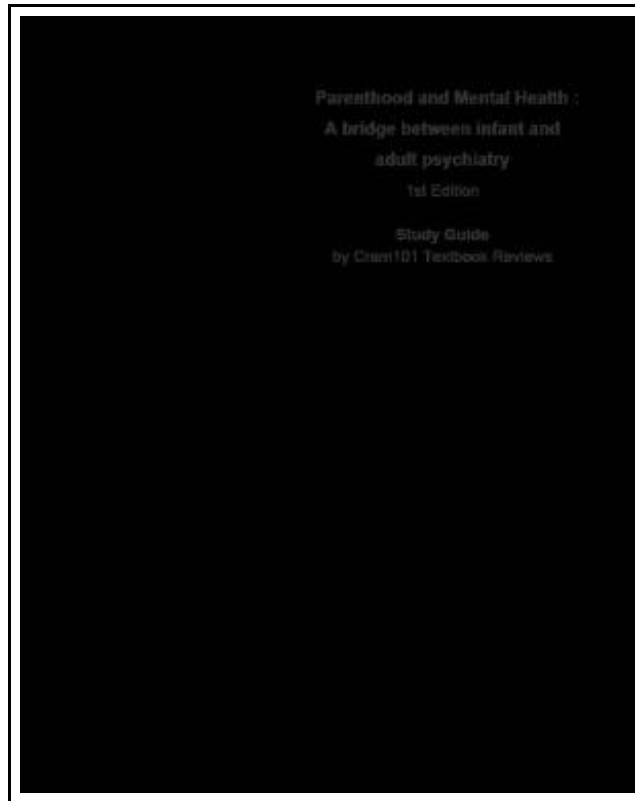 Parenthood and Mental Health :
A bridge between infant and
adult psychiatry
1st Edition
Study Guide
by Cram101 Textbook Reviews